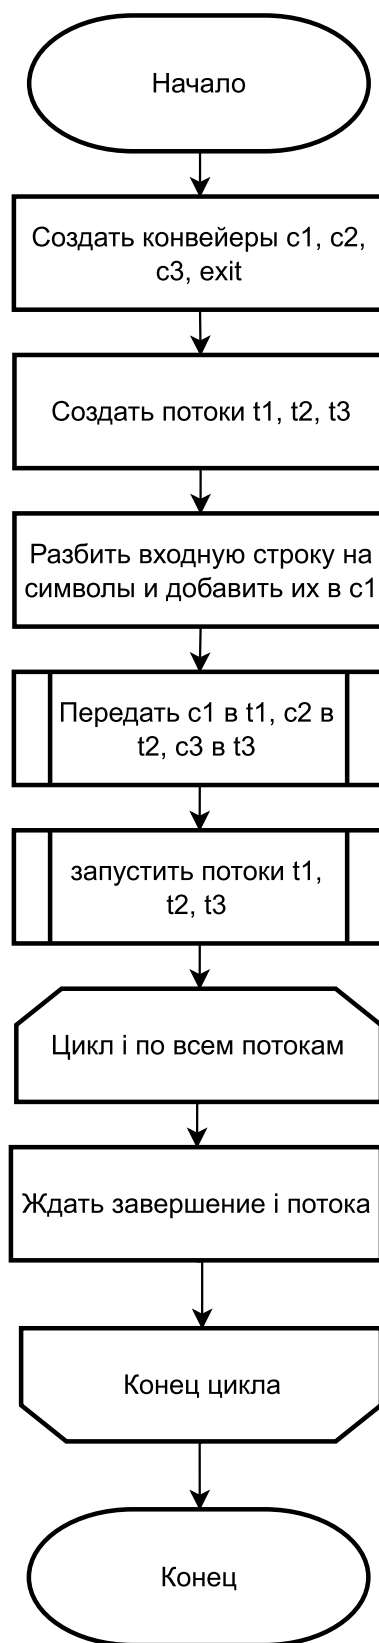 Начало
Создать конвейеры c1, c2,
c3, exit
Создать потоки t1, t2, t3
Разбить входную строку на
символы и добавить их в c1
Передать c1 в t1, c2 в
t2, c3 в t3
запустить потоки t1,
t2, t3
Цикл i по всем потокам
Ждать завершение i потока
Конец цикла
Конец